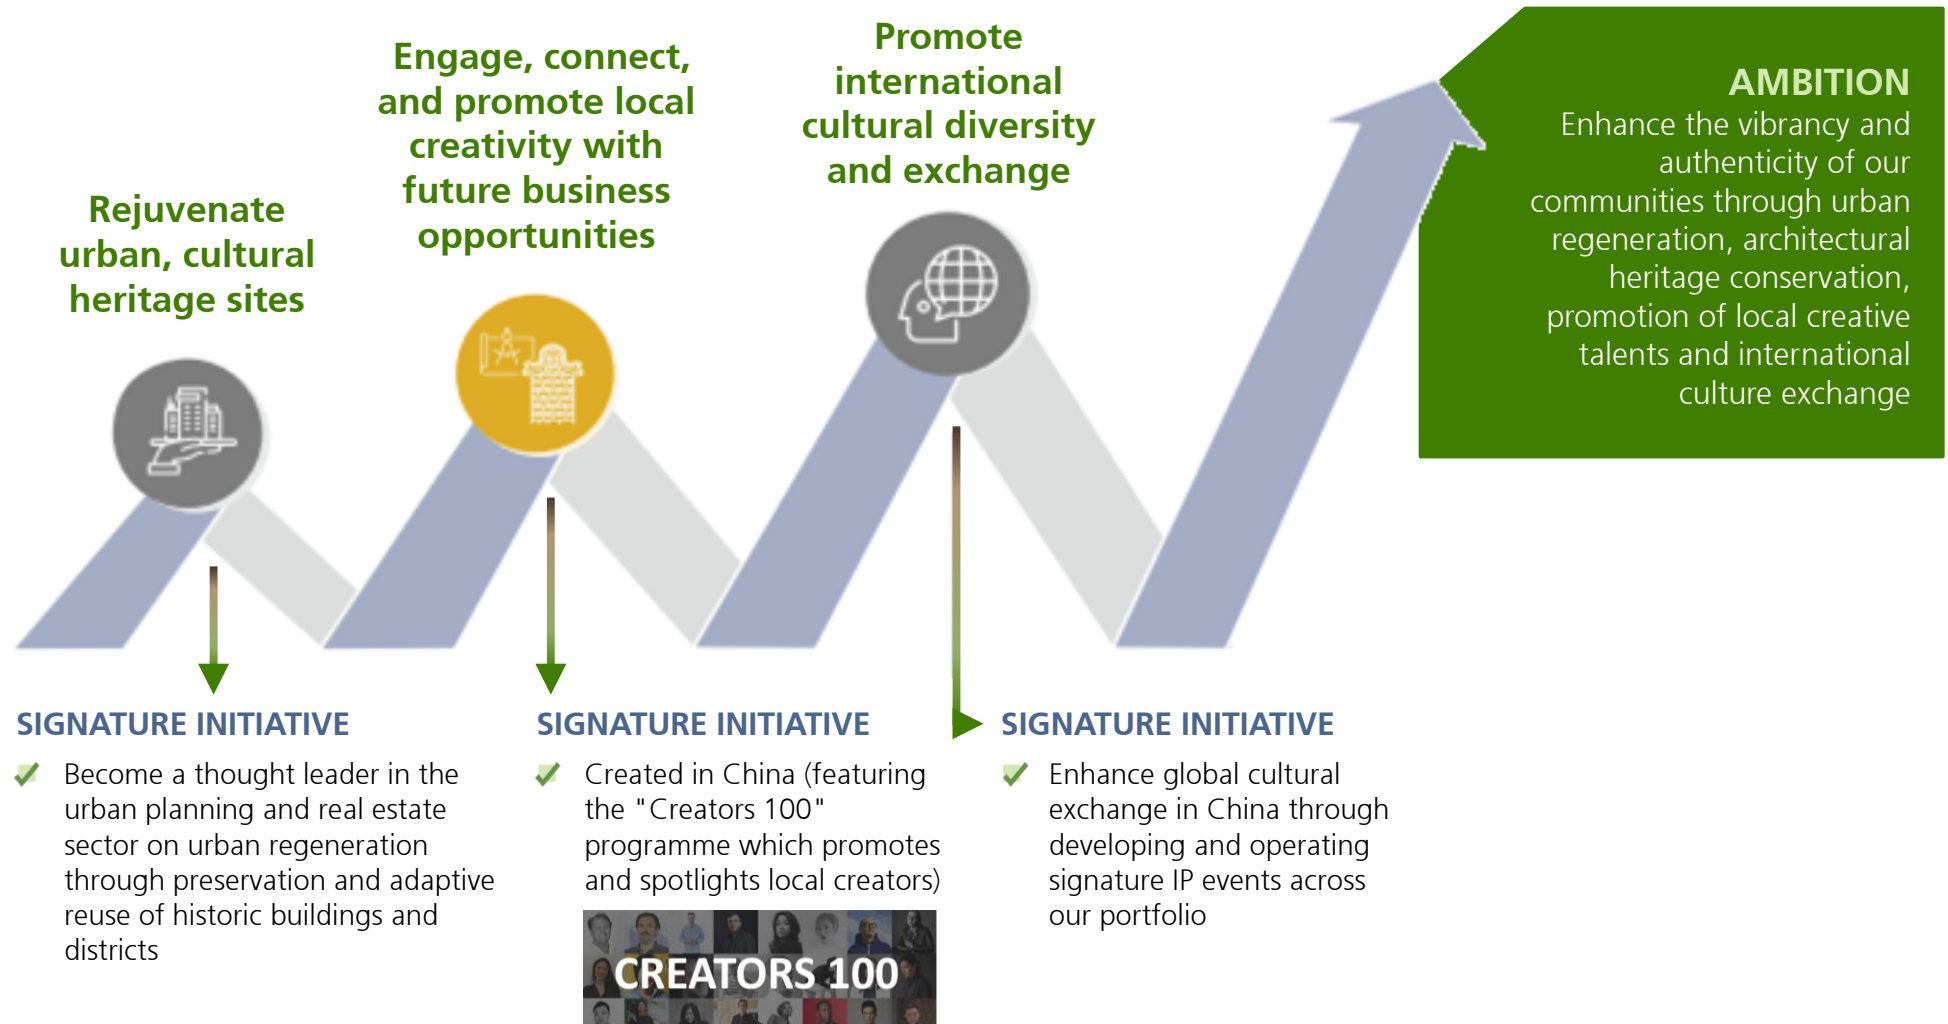 Rejuvenate
urban, cultural
heritage sites
Engage, connect,
and promote local
creativity with
future business
opportunities
Promote
international
cultural diversity
and exchange
AMBITION
Enhance the vibrancy and
authenticity of our
communities through urban
regeneration, architectural
heritage conservation,
promotion of local creative
talents and international
culture exchange
SIGNATURE INITIATIVE
Become a thought leader in the
urban planning and real estate
sector on urban regeneration
through preservation and adaptive
reuse of historic buildings and
districts
SIGNATURE INITIATIVE
Created in China (featuring
the "Creators 100"
programme which promotes
and spotlights local creators)
CREATORS 100
SIGNATURE INITIATIVE
Enhance global cultural
exchange in China through
developing and operating
signature IP events across
our portfolio